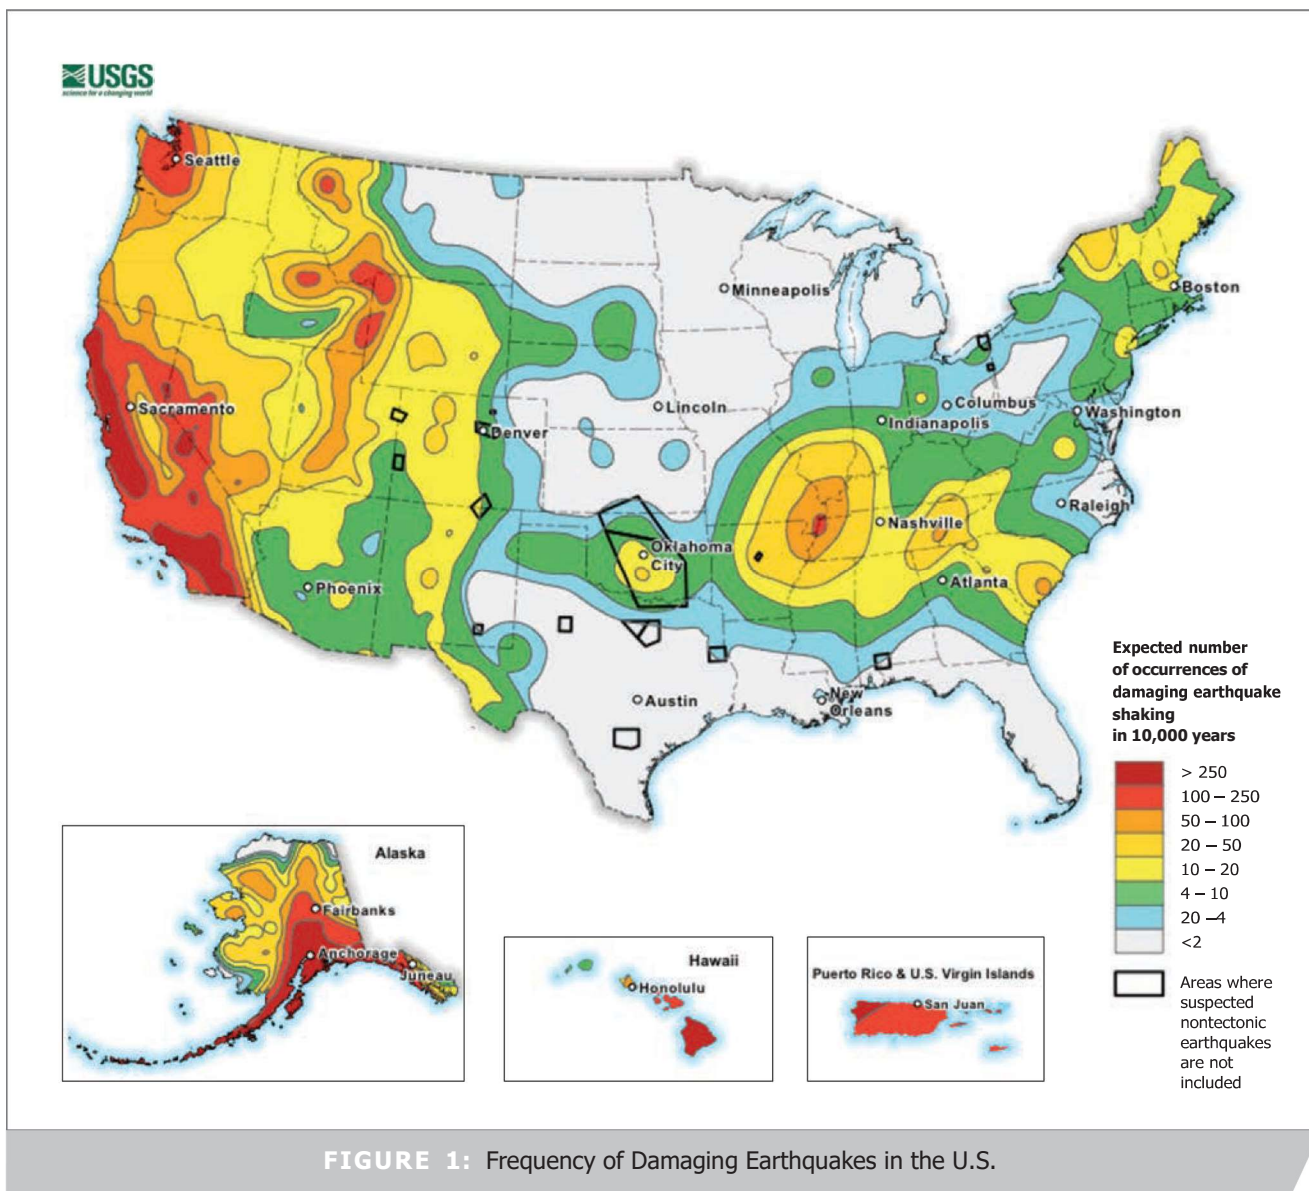 USGS
science for a changing world
Seattle
Minneapolis
Boston
Sacramento
Lincoln
Columbus
Washington
Denver
Indianapolis
Raleigh
Nashville
Oklahoma
City
Phoenix
Atlanta
Austin
New
Orleans
Expected number
of occurrences of
damaging earthquake
shaking
in 10,000 years
> 250
100 – 250
50 – 100
20 – 50
10 – 20
4 – 10
20 –4
<2
Areas where
suspected
nontectonic
earthquakes
are not
included
Alaska
Fairbanks
Anchorage
Juneau
Hawaii
Honolulu
Puerto Rico & U.S. Virgin Islands
San Juan
FIGURE 1: Frequency of Damaging Earthquakes in the U.S.